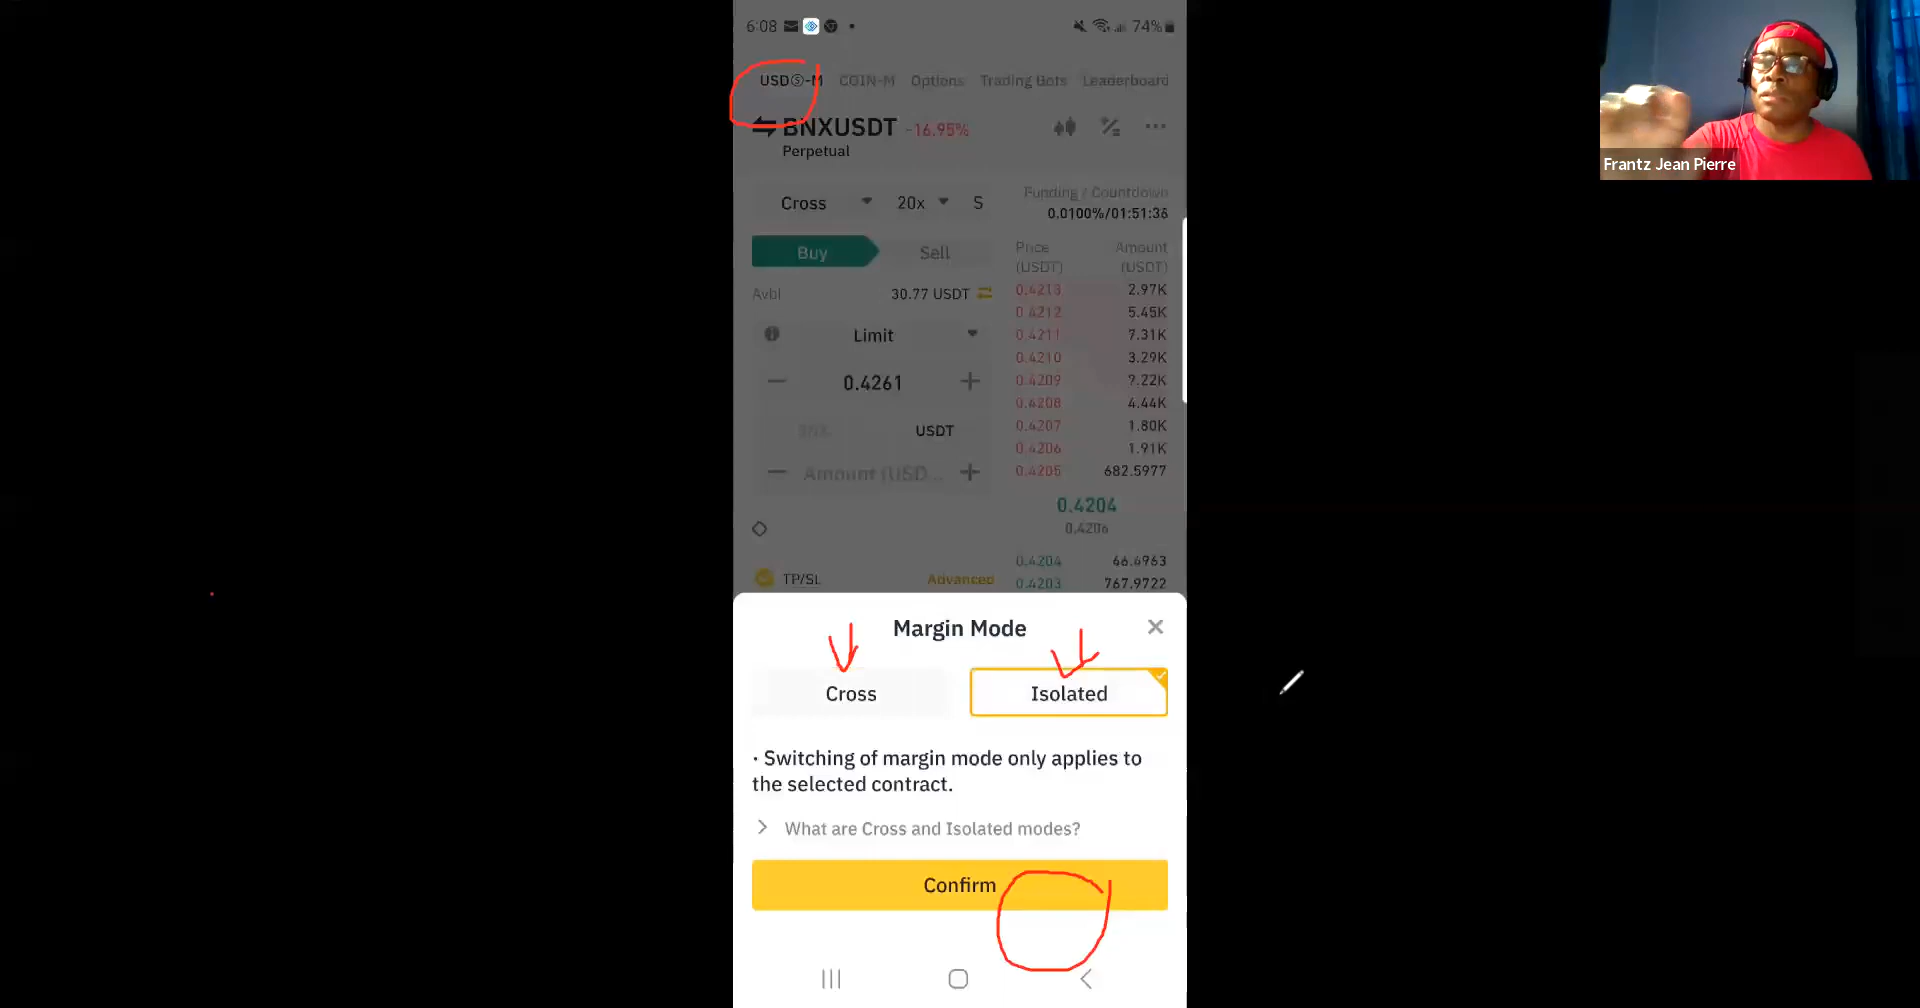 6:08
74%
USDⓈ-M COIN-M Options Trading Bots Leaderboard
BNXUSDT -16.95%
Perpetual
Cross 20x S
Funding / Countdown
0.0100%/01:51:36
Buy Sell
Price Amount
(USDT) (USDT)
Avbl 30.77 USDT
0.4213 2.97K
0.4212 5.45K
Limit
0.4211 7.31K
0.4210 3.29K
0.4261
0.4209 7.22K
0.4208 4.44K
USDT
0.4207 1.80K
0.4206 1.91K
Amount (USD...
0.4205 682.5977
0.4204
0.4206
0.4204 46.6963
TP/SL Advanced
0.4203 767.9722
Margin Mode
Cross Isolated
· Switching of margin mode only applies to
the selected contract.
What are Cross and Isolated modes?
Confirm
Frantz Jean Pierre